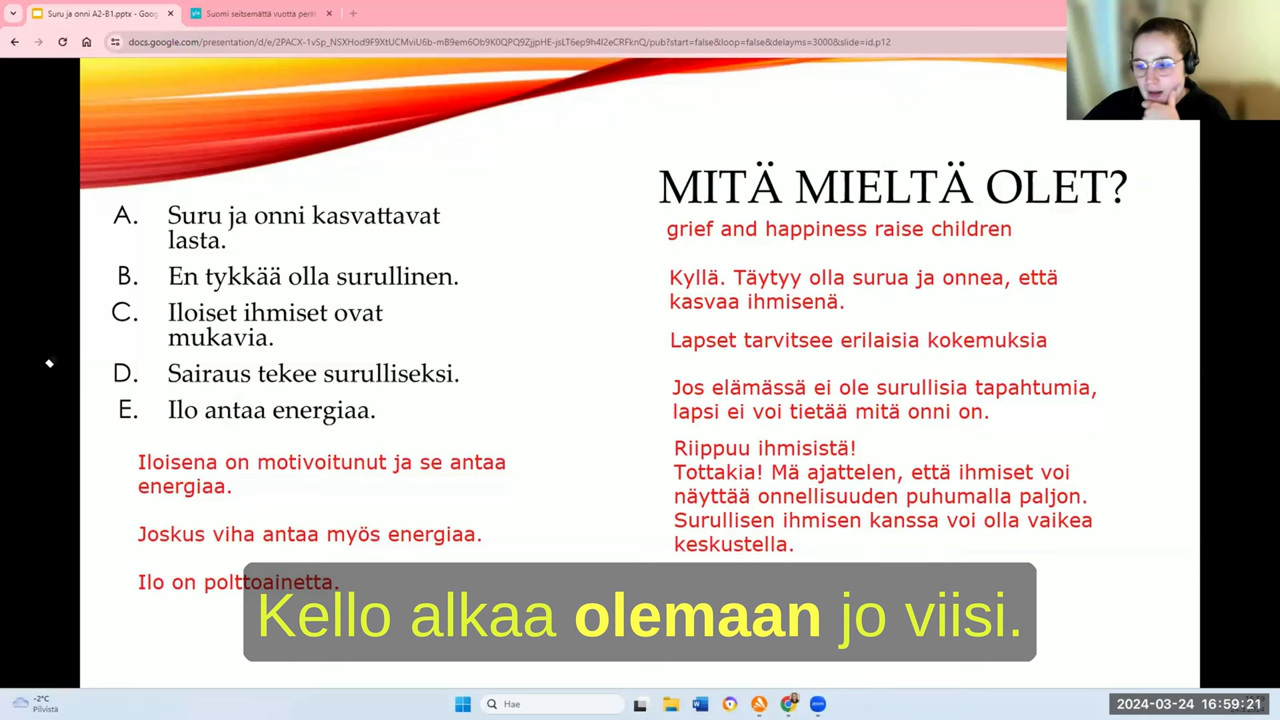 Suru ja onni A2-B1.pptx - Goog
Suomi seitsemättä vuotta perä
docs.google.com/presentation/d/e/2PACX-1vSp_NSXHod9F9XtUCMviU6b-mB9em6Ob9K0QPQ9ZjjpHE-jsLT6ep9h4I2eCRFknQ/pub?start=false&loop=false&delayms=3000&slide=id.p12
MITÄ MIELTÄ OLET?
A. Suru ja onni kasvattavat
lasta.
B. En tykkää olla surullinen.
C. Iloiset ihmiset ovat
mukavia.
D. Sairaus tekee surulliseksi.
E. Ilo antaa energiaa.
Iloisena on motivoitunut ja se antaa
energiaa.
Joskus viha antaa myös energiaa.
Ilo on polttoainetta.
grief and happiness raise children
Kyllä. Täytyy olla surua ja onnea, että
kasvaa ihmisenä.
Lapset tarvitsee erilaisia kokemuksia
Jos elämässä ei ole surullisia tapahtumia,
lapsi ei voi tietää mitä onni on.
Riippuu ihmisistä!
Tottakia! Mä ajattelen, että ihmiset voi
näyttää onnellisuuden puhumalla paljon.
Surullisen ihmisen kanssa voi olla vaikea
keskustella.
Kello alkaa olemaan jo viisi.
-2°C
Pilvistä
Hae
2024-03-24 16:59:21